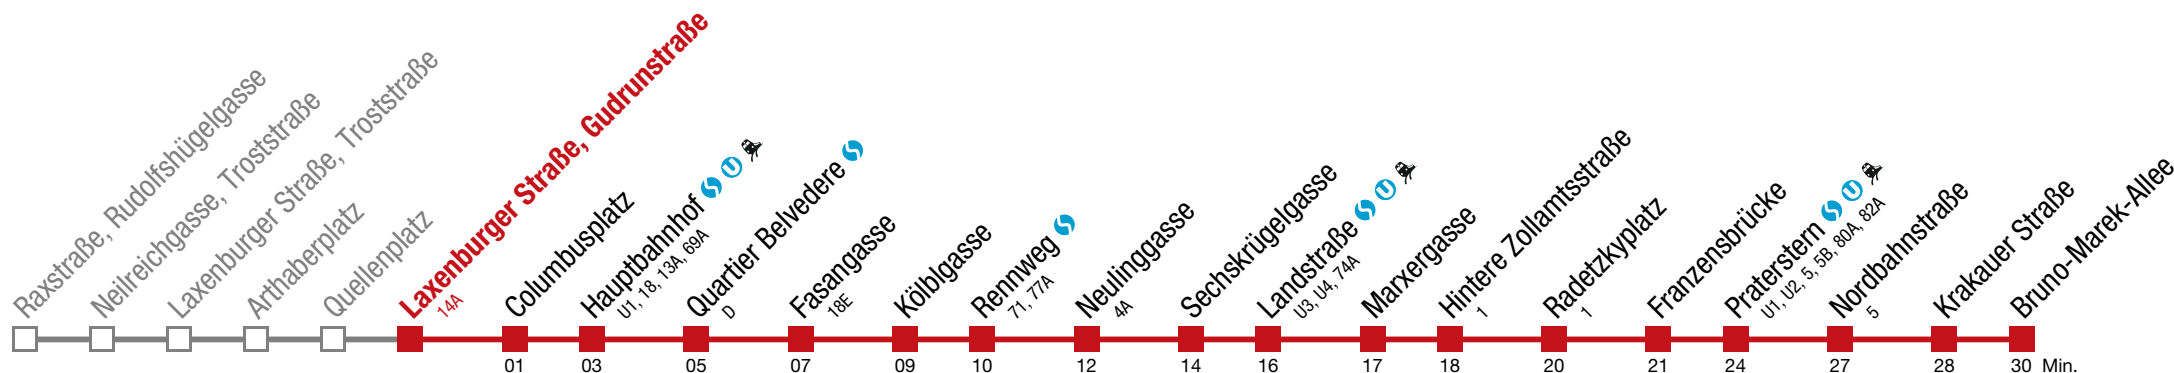 Raxstraße, Rudolfshügelgasse
Neilreichgasse, Troststraße
Laxenburger Straße, Troststraße
Arthaberplatz
Quellenplatz
Laxenburger Straße, Gudrunstraße
14A
Columbusplatz
01
Hauptbahnhof
U1, 18, 13A, 69A
03
Quartier Belvedere
D
05
Fasangasse
18E
07
Kölblgasse
09
Rennweg
71, 77A
10
Neulinggasse
4A
12
Sechskrügelgasse
14
Landstraße
U3, U4, 74A
16
Marxergasse
17
Hintere Zollamtsstraße
1
18
Radetzkyplatz
1
20
Franzensbrücke
21
Praterstern
U1, U2, 5, 5B, 80A, 82A
24
Nordbahnstraße
5
27
Krakauer Straße
28
Bruno-Marek-Allee
30 Min.